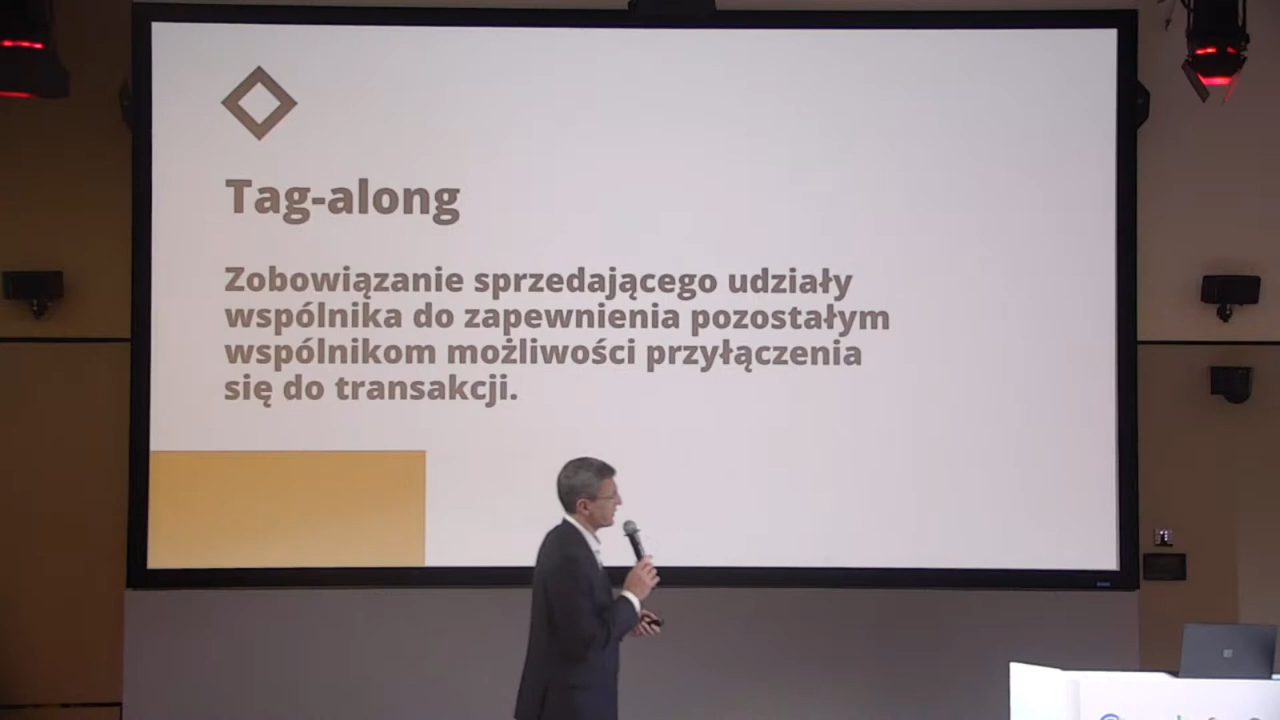 Tag-along
Zobowiązanie sprzedającego udziały
wspólnika do zapewnienia pozostałym
wspólnikom możliwości przyłączenia
się do transakcji.